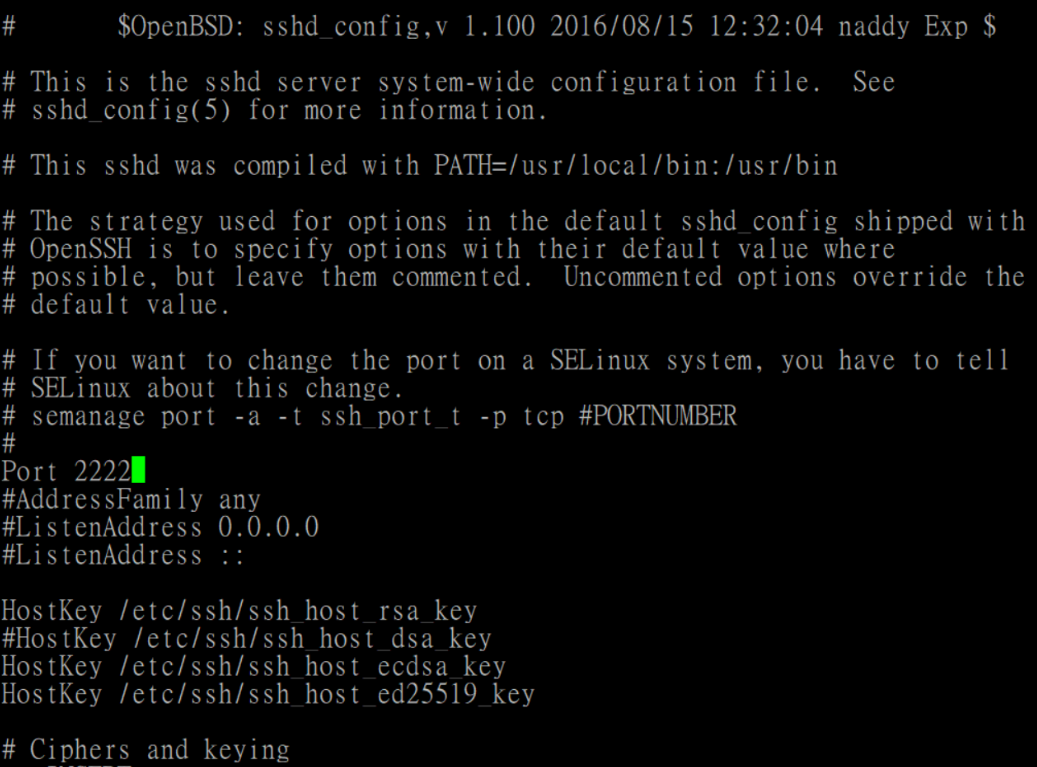 #       $OpenBSD: sshd_config,v 1.100 2016/08/15 12:32:04 naddy Exp $
# This is the sshd server system-wide configuration file.  See
# sshd_config(5) for more information.
# This sshd was compiled with PATH=/usr/local/bin:/usr/bin
# The strategy used for options in the default sshd_config shipped with
# OpenSSH is to specify options with their default value where
# possible, but leave them commented.  Uncommented options override the
# default value.
# If you want to change the port on a SELinux system, you have to tell
# SELinux about this change.
# semanage port -a -t ssh_port_t -p tcp #PORTNUMBER
#
Port 2222
#AddressFamily any
#ListenAddress 0.0.0.0
#ListenAddress ::
HostKey /etc/ssh/ssh_host_rsa_key
#HostKey /etc/ssh/ssh_host_dsa_key
HostKey /etc/ssh/ssh_host_ecdsa_key
HostKey /etc/ssh/ssh_host_ed25519_key
# Ciphers and keying